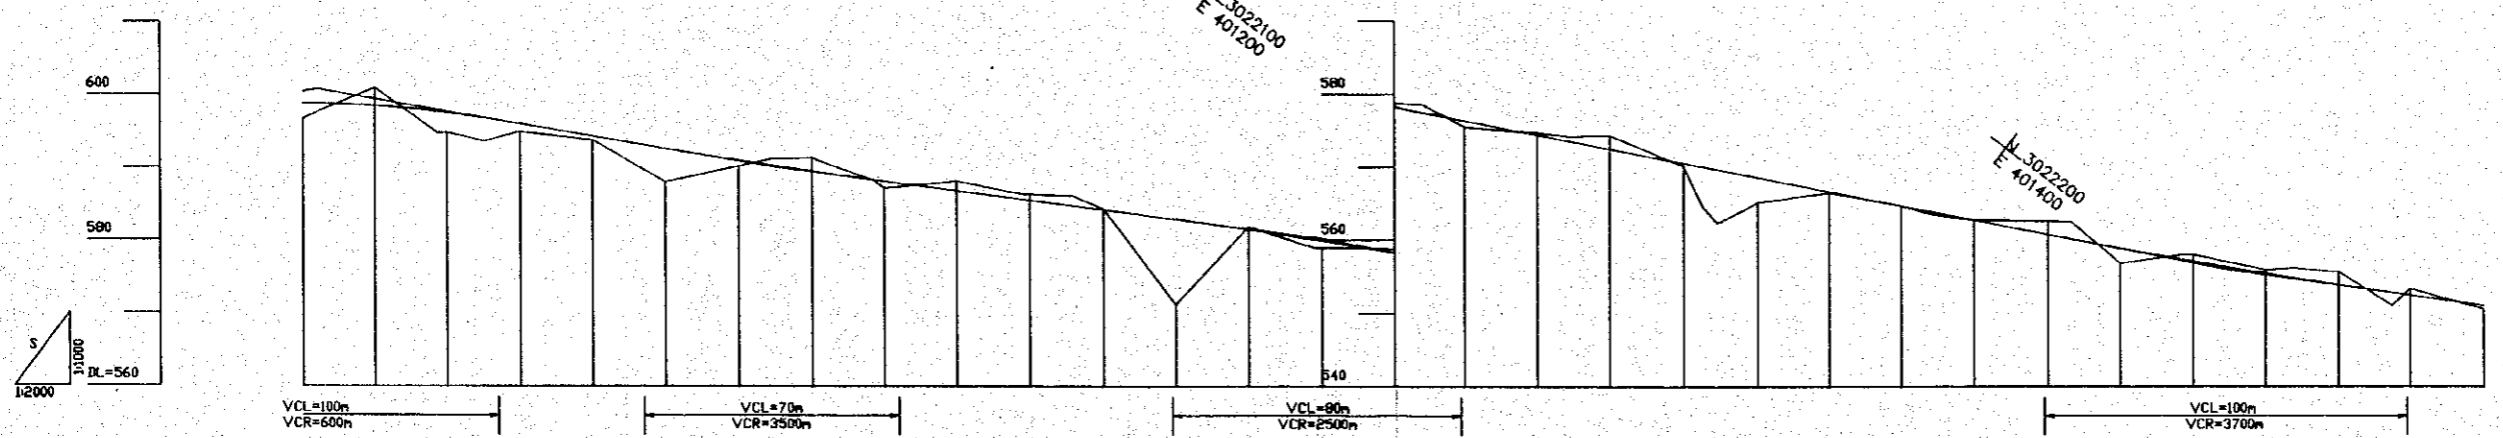 N 3022100
E 401200
600
580
S
1:1000
DL=560
1:2000
580
560
540
N 3022200
E 401400
VCL=100m
VCR=600m
VCL=70m
VCR=3500m
VCL=80m
VCR=2500m
VCL=100m
VCR=3700m